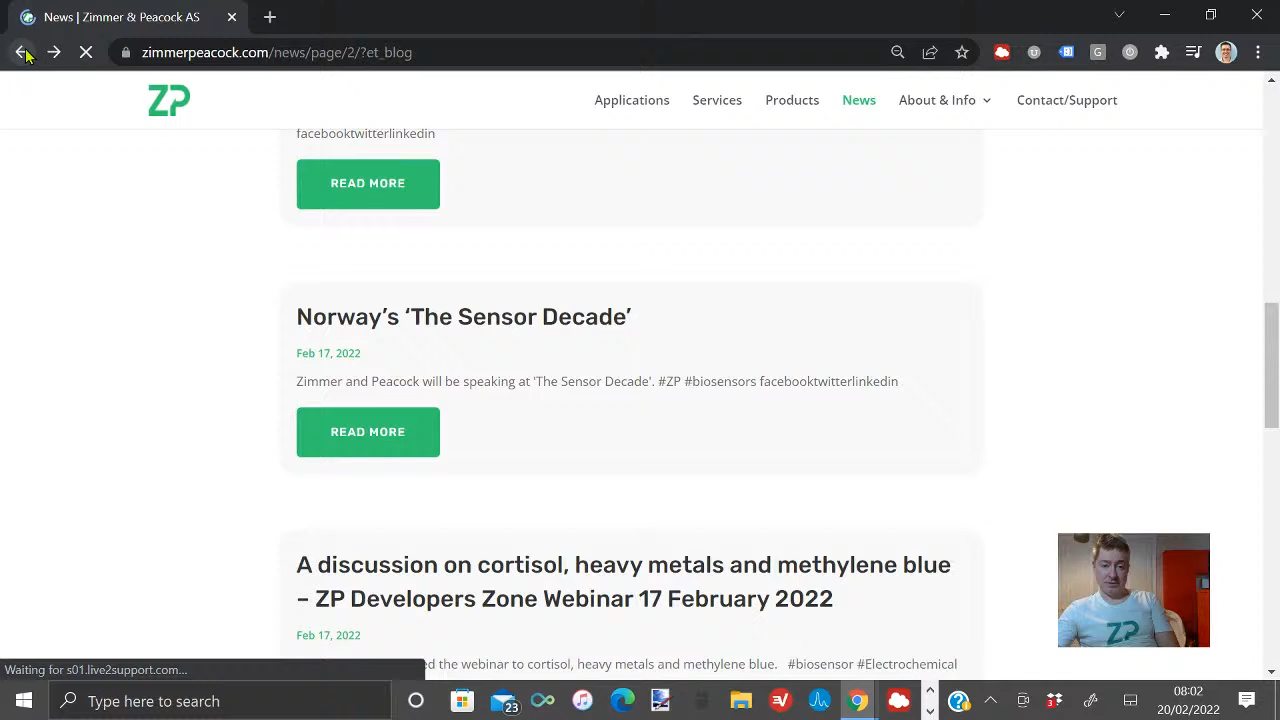 News | Zimmer & Peacock AS
zimmerpeacock.com/news/page/2/?et_blog
ZP
Applications
Services
Products
News
About & Info
Contact/Support
facebooktwitterlinkedin
READ MORE
Norway's 'The Sensor Decade'
Feb 17, 2022
Zimmer and Peacock will be speaking at 'The Sensor Decade'. #ZP #biosensors facebooktwitterlinkedin
READ MORE
A discussion on cortisol, heavy metals and methylene blue
– ZP Developers Zone Webinar 17 February 2022
Feb 17, 2022
ed the webinar to cortisol, heavy metals and methylene blue. #biosensor #Electrochemical
ZP
Waiting for s01.live2support.com...
Type here to search
23
3
08:02
20/02/2022